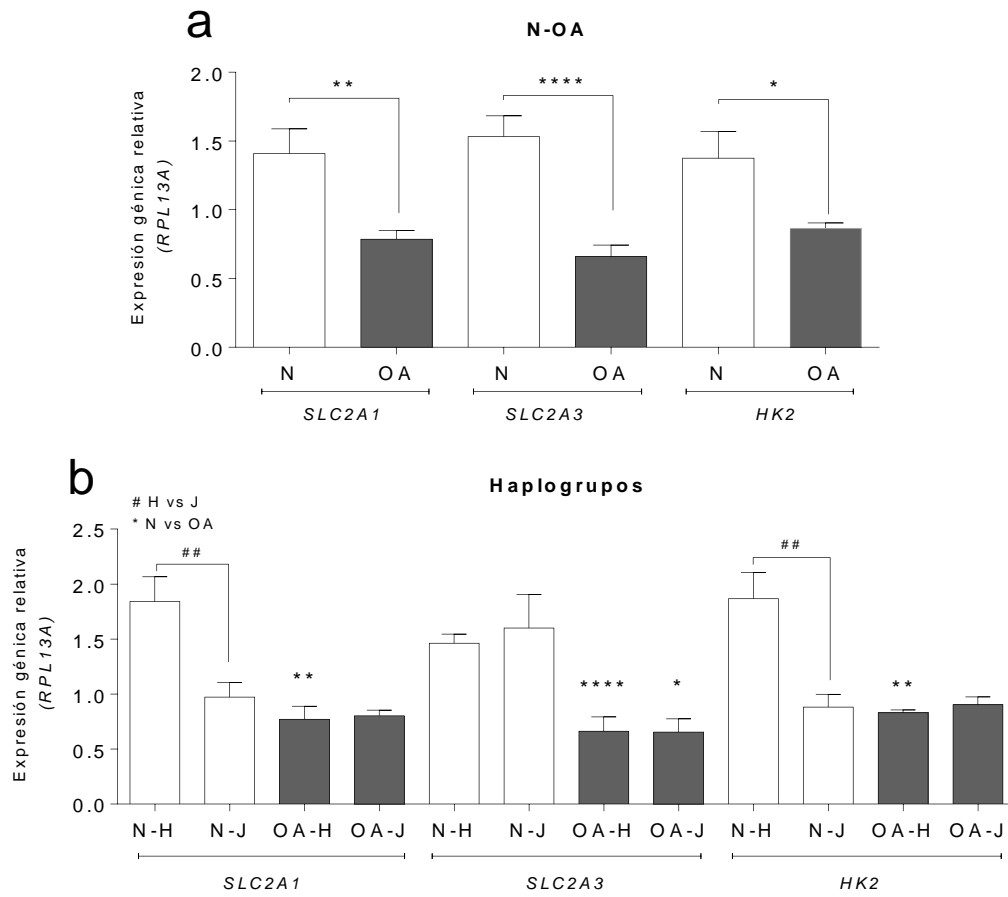 a
N-OA
Expresión génica relativa
(RPL13A)
2.0
1.5
1.0
0.5
0.0
**
****
*
N OA N OA N OA
SLC2A1 SLC2A3 HK2
b
Haplogrupos
# H vs J
* N vs OA
Expresión génica relativa
(RPL13A)
2.5
2.0
1.5
1.0
0.5
0.0
##
**
****
*
##
**
N-H N-J OA-H OA-J N-H N-J OA-H OA-J N-H N-J OA-H OA-J
SLC2A1 SLC2A3 HK2